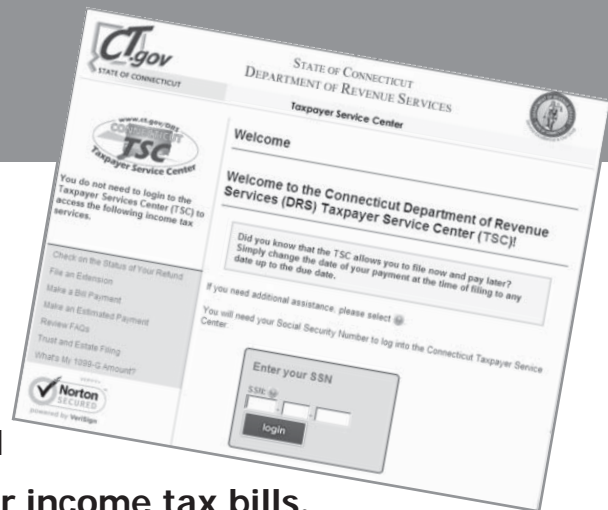 CT.gov
STATE OF CONNECTICUT
STATE OF CONNECTICUT
DEPARTMENT OF REVENUE SERVICES
Taxpayer Service Center
www.ct.gov/DRS
CONNECTICUT
TSC
Taxpayer Service Center
You do not need to login to the
Taxpayer Services Center (TSC) to
access the following income tax
services.
Check on the Status of Your Refund
File an Extension
Make a Bill Payment
Make an Estimated Payment
Review FAQs
Trust and Estate Filing
What's My 1099-G Amount?
Norton
SECURED
powered by VeriSign
Welcome
Welcome to the Connecticut Department of Revenue
Services (DRS) Taxpayer Service Center (TSC)!
Did you know that the TSC allows you to file now and pay later?
Simply change the date of your payment at the time of filing to any
date up to the due date.
If you need additional assistance, please select
You will need your Social Security Number to log into the Connecticut Taxpayer Service
Center.
Enter your SSN
SSN:
login
r income tax bills.